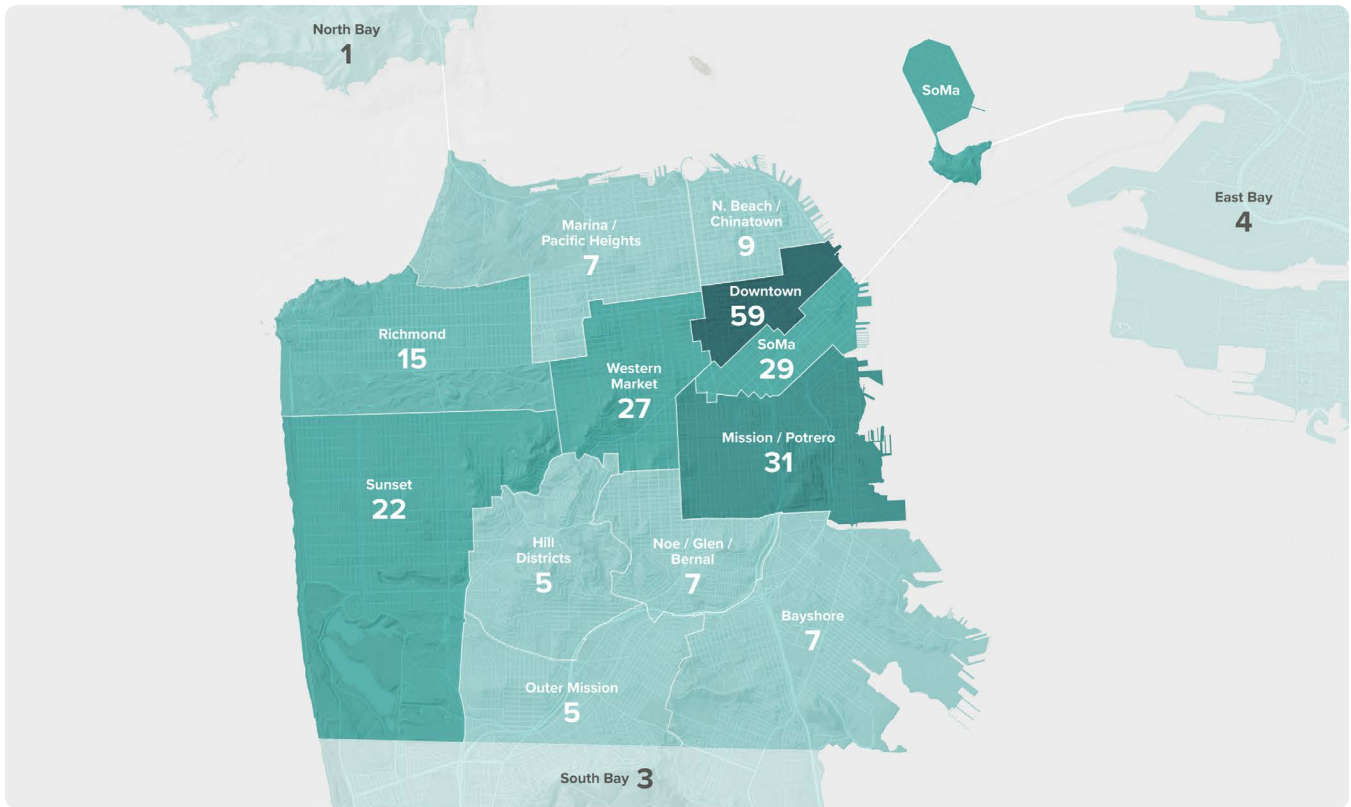 North Bay
1
SoMa
East Bay
4
N. Beach /
Chinatown
9
Marina /
Pacific Heights
7
Downtown
59
Richmond
15
SoMa
29
Western
Market
27
Mission / Potrero
31
Sunset
22
Hill
Districts
5
Noe / Glen /
Bernal
7
Bayshore
7
Outer Mission
5
South Bay 3